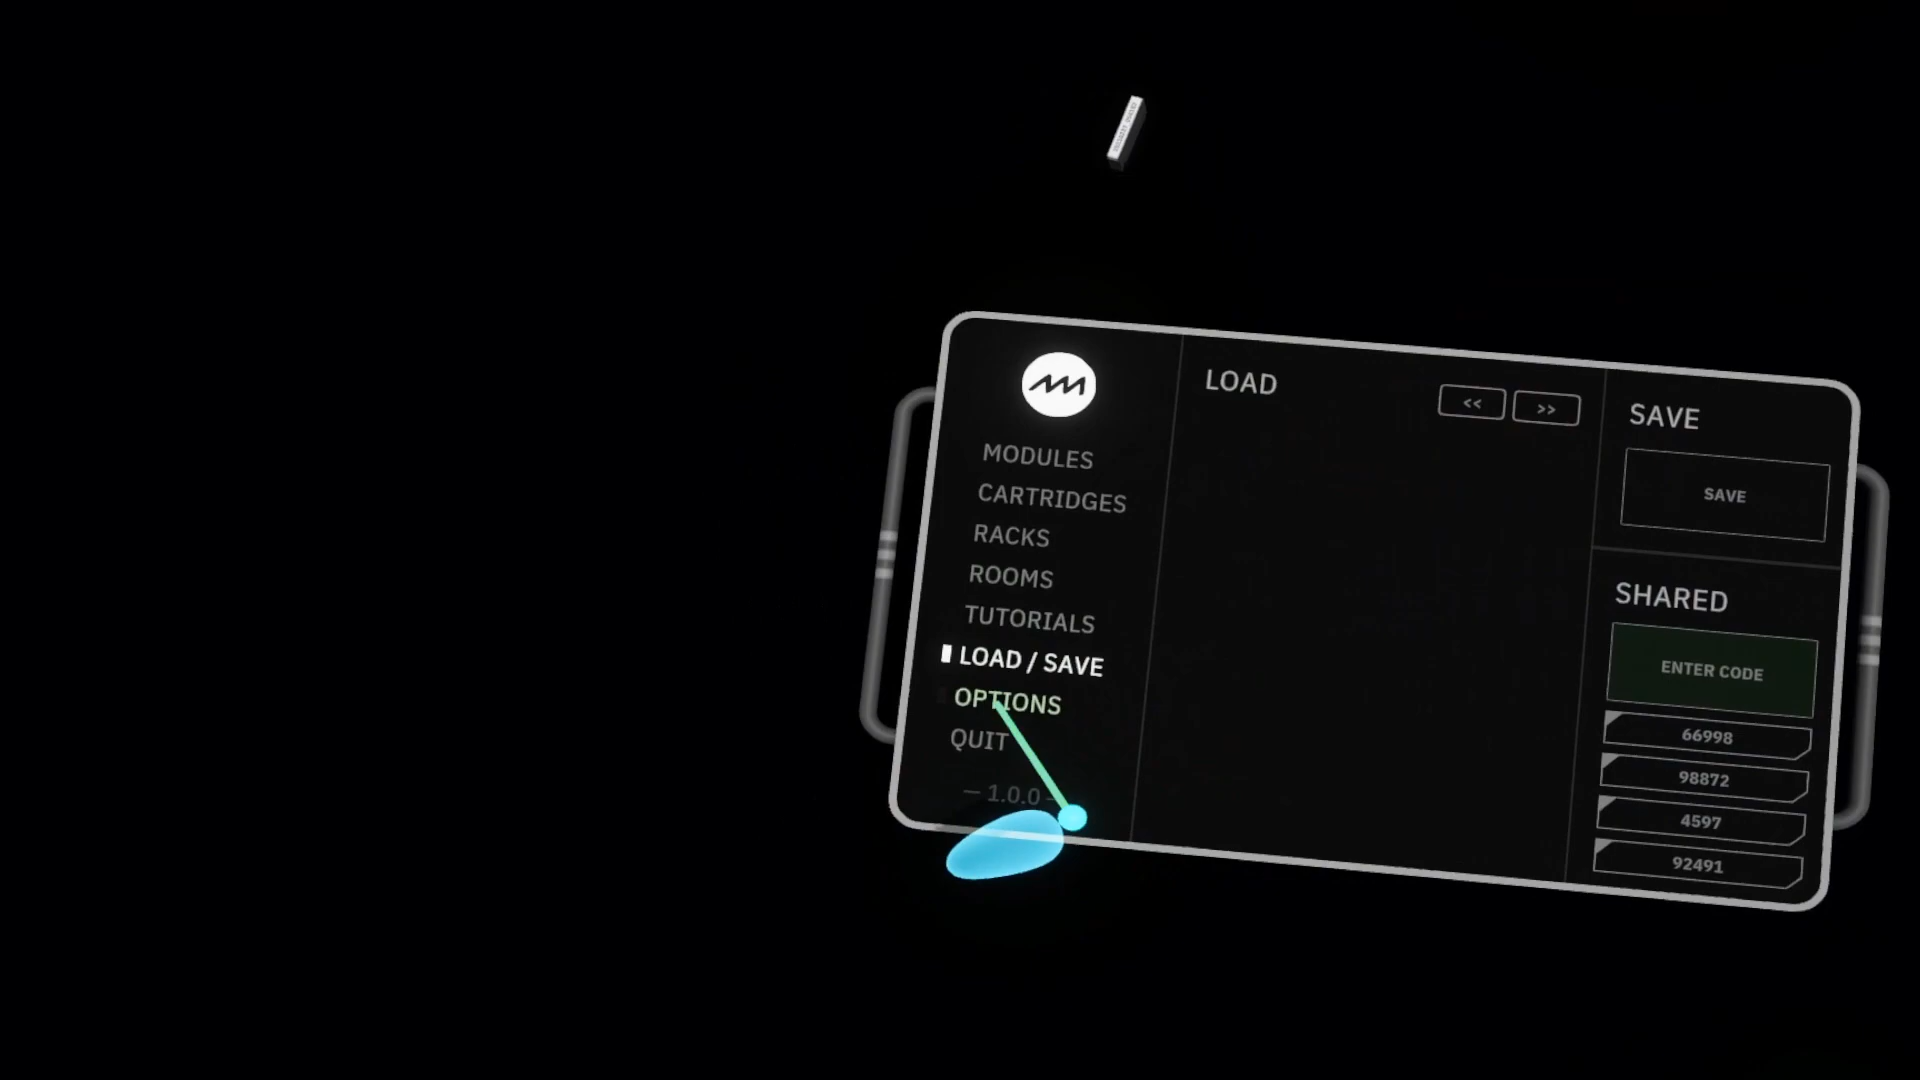 MODULES
CARTRIDGES
RACKS
ROOMS
TUTORIALS
LOAD / SAVE
OPTIONS
QUIT
— 1.0.0 —
LOAD
<< >>
SAVE
SAVE
SHARED
ENTER CODE
66998
98872
4597
92491